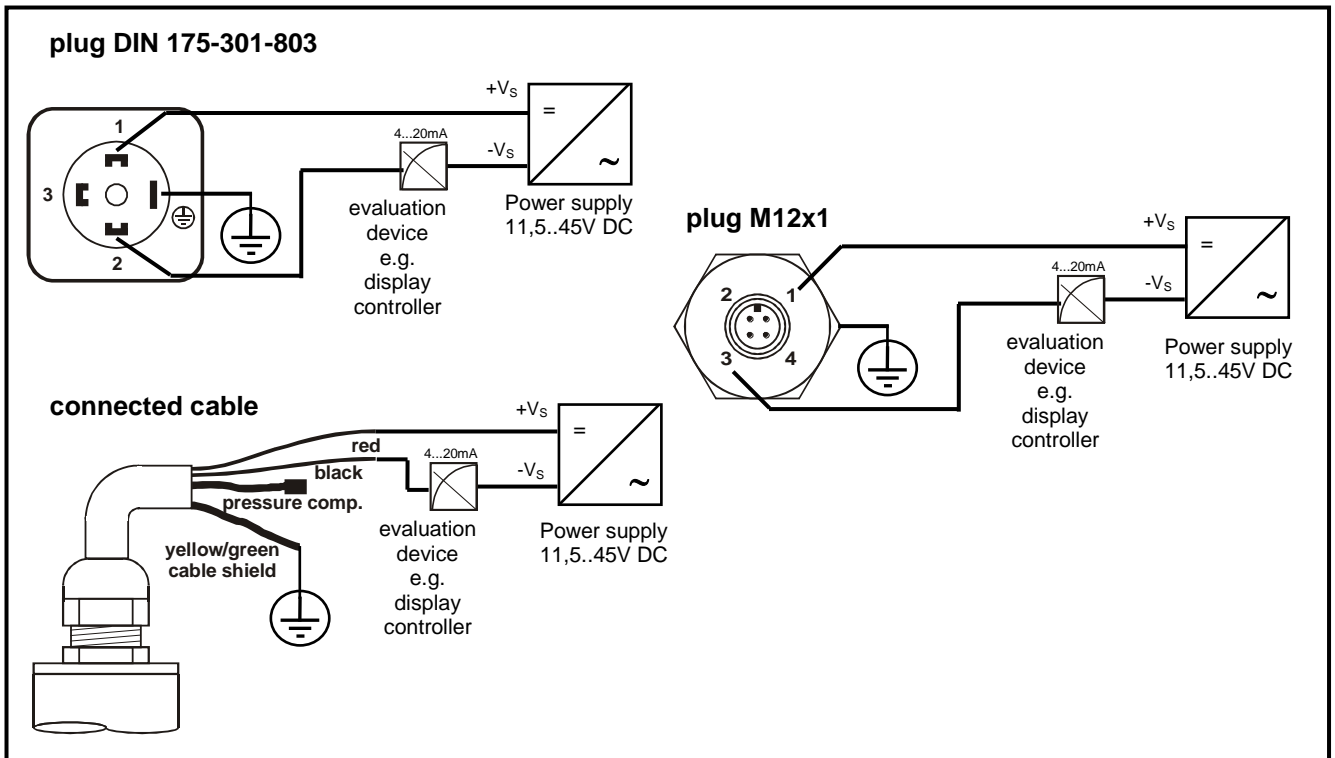 plug DIN 175-301-803
1
3
2
+VS
4...20mA
-VS
=
~
evaluation
device
e.g.
display
controller
Power supply
11,5..45V DC
plug M12x1
2
1
3
4
+VS
4...20mA
-VS
=
~
evaluation
device
e.g.
display
controller
Power supply
11,5..45V DC
connected cable
red
black
pressure comp.
yellow/green
cable shield
+VS
4...20mA
-VS
=
~
evaluation
device
e.g.
display
controller
Power supply
11,5..45V DC